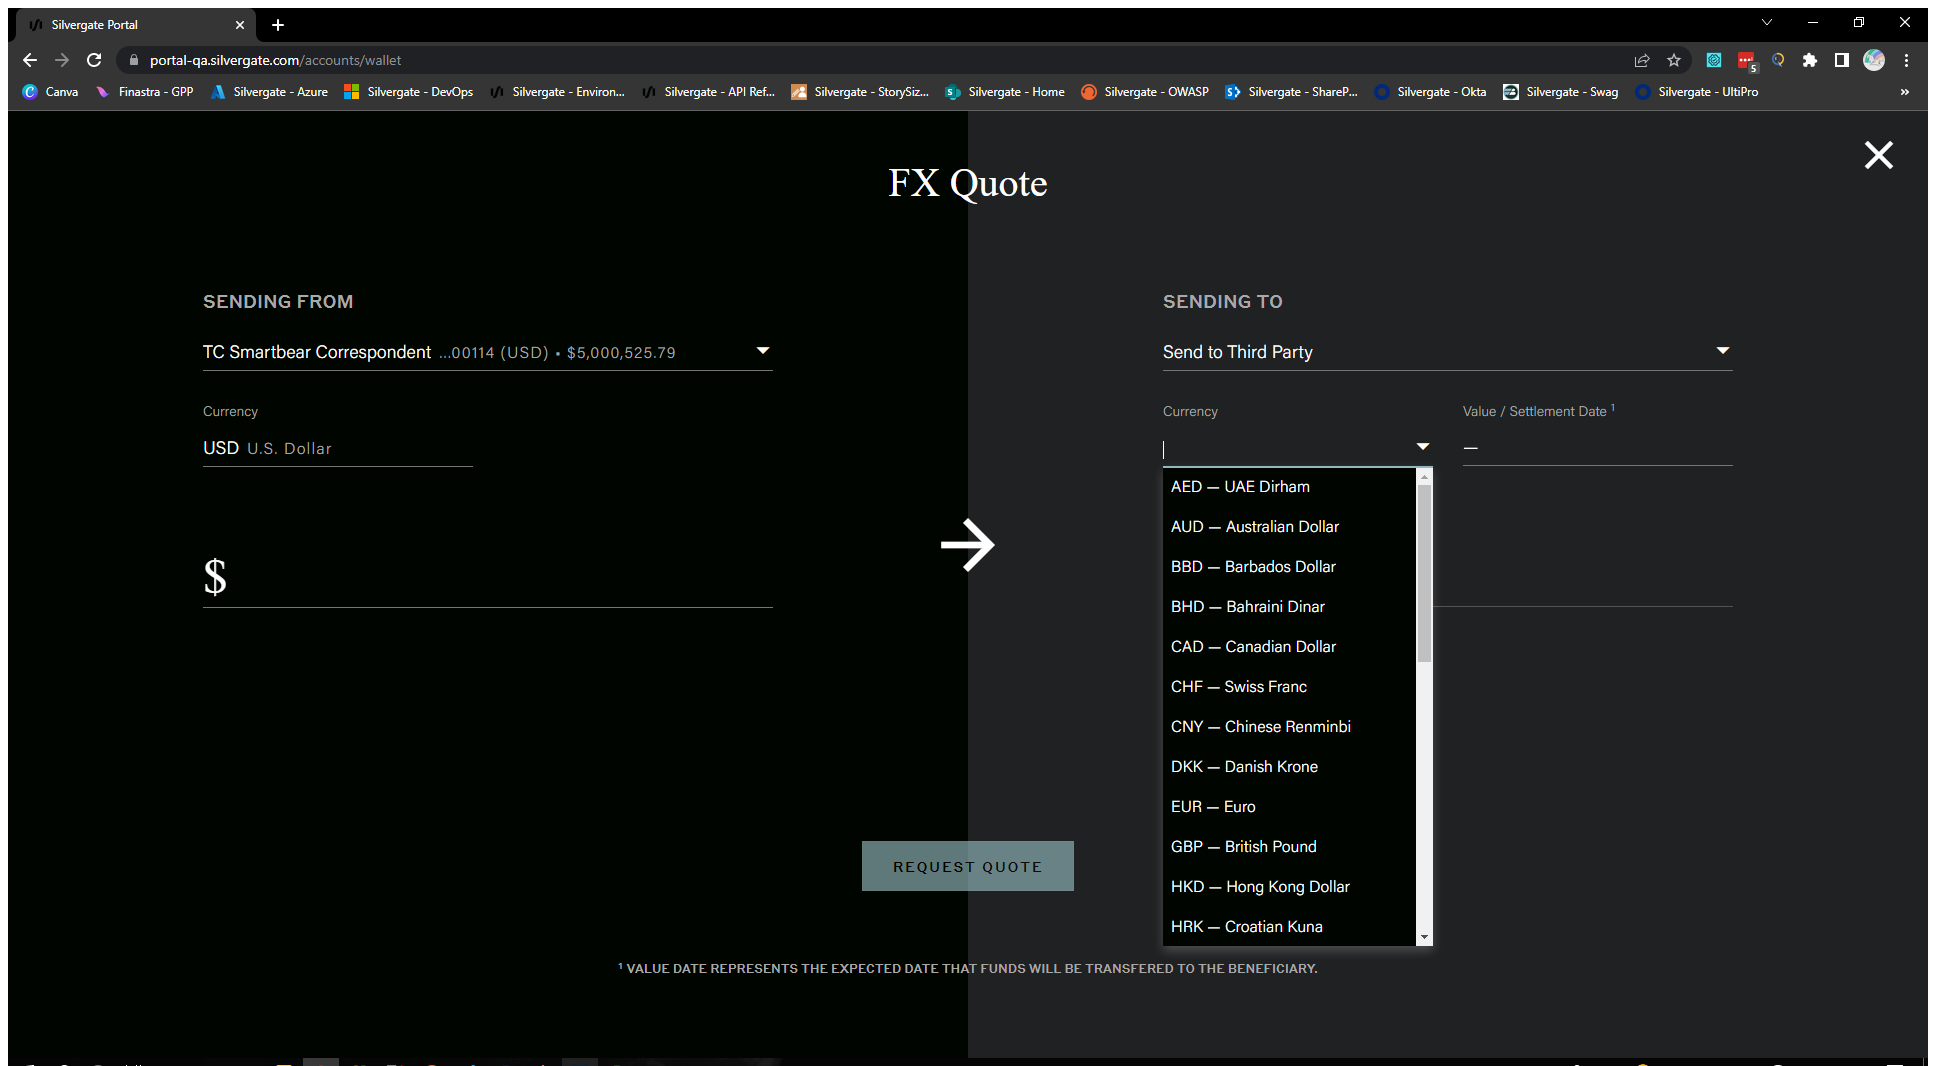 Silvergate Portal
portal-qa.silvergate.com/accounts/wallet
5
Canva Finastra - GPP Silvergate - Azure Silvergate - DevOps Silvergate - Environ... Silvergate - API Ref... Silvergate - StorySiz... Silvergate - Home Silvergate - OWASP Silvergate - ShareP... Silvergate - Okta Silvergate - Swag Silvergate - UltiPro »
FX Quote
SENDING FROM
TC Smartbear Correspondent ...00114 (USD) • $5,000,525.79
Currency
USD U.S. Dollar
$
SENDING TO
Send to Third Party
Currency
Value / Settlement Date 1
—
AED — UAE Dirham
AUD — Australian Dollar
BBD — Barbados Dollar
BHD — Bahraini Dinar
CAD — Canadian Dollar
CHF — Swiss Franc
CNY — Chinese Renminbi
DKK — Danish Krone
EUR — Euro
GBP — British Pound
HKD — Hong Kong Dollar
HRK — Croatian Kuna
REQUEST QUOTE
1 VALUE DATE REPRESENTS THE EXPECTED DATE THAT FUNDS WILL BE TRANSFERED TO THE BENEFICIARY.